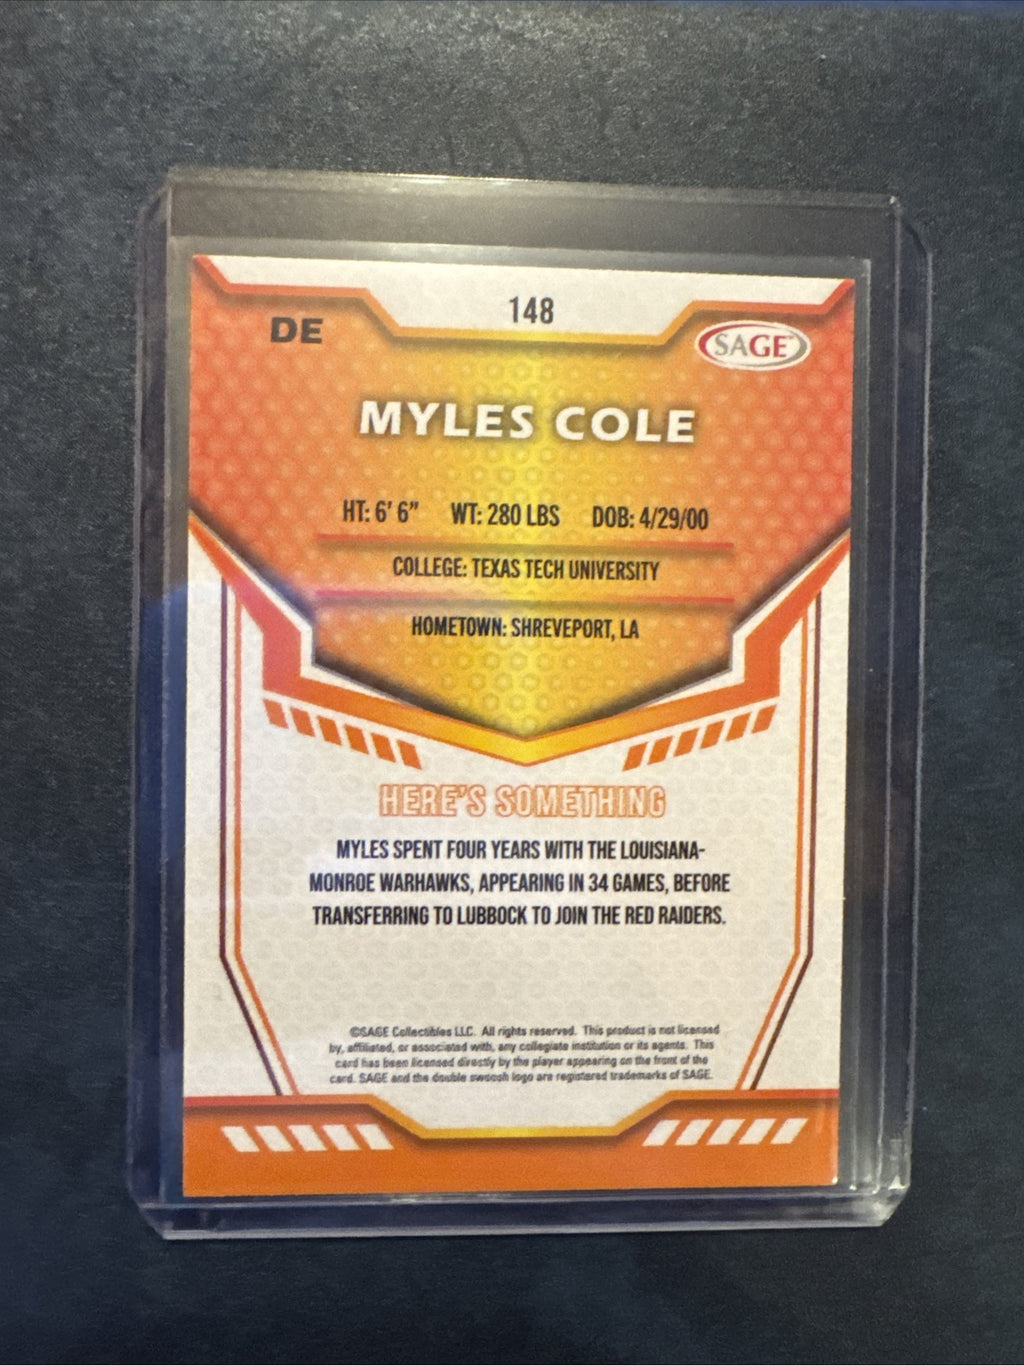 148
DE
SAGE
MYLES COLE
HT: 6' 6" WT: 280 LBS DOB: 4/29/00
COLLEGE: TEXAS TECH UNIVERSITY
HOMETOWN: SHREVEPORT, LA
HERE'S SOMETHING
MYLES SPENT FOUR YEARS WITH THE LOUISIANA-
MONROE WARHAWKS, APPEARING IN 34 GAMES, BEFORE
TRANSFERRING TO LUBBOCK TO JOIN THE RED RAIDERS.
©SAGE Collectibles LLC. All rights reserved. This product is not licensed
by, affiliated, or associated with, any collegiate institution or its agents. This
card has been licensed directly by the player appearing on the front of the
card. SAGE and the double swoosh logo are registered trademarks of SAGE.